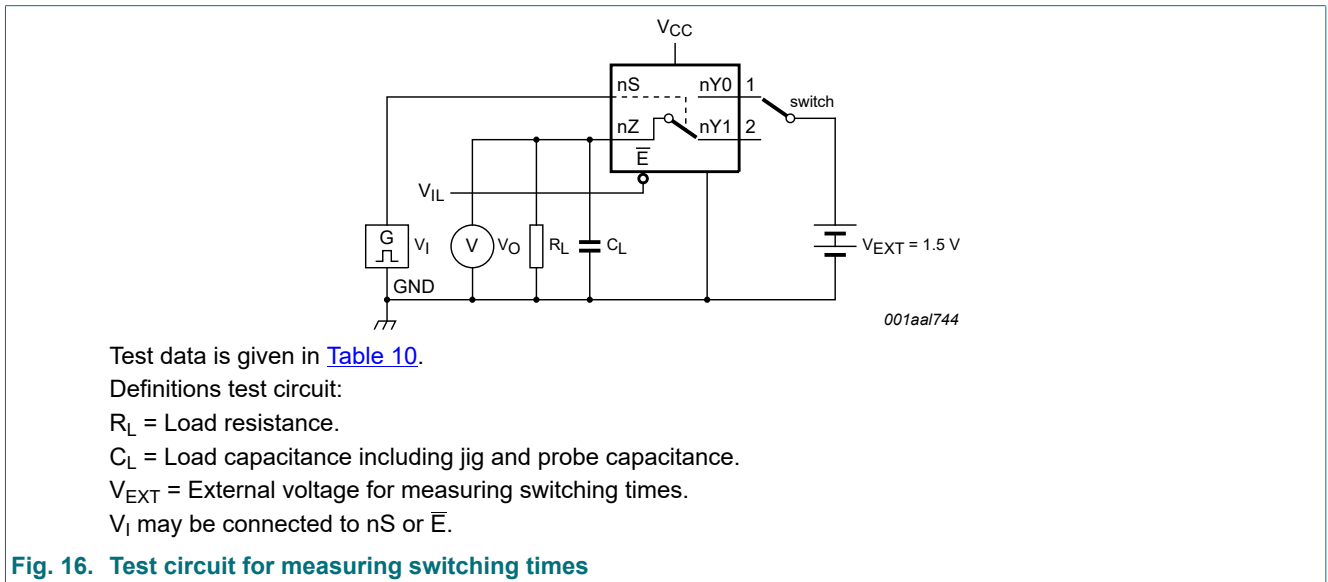 VCC
nS nY0 1
switch
nZ nY1 2
E̅
VIL
G VI V VO RL CL VEXT = 1.5 V
GND
001aal744
Test data is given in Table 10.
Definitions test circuit:
RL = Load resistance.
CL = Load capacitance including jig and probe capacitance.
VEXT = External voltage for measuring switching times.
VI may be connected to nS or E̅.
Fig. 16. Test circuit for measuring switching times